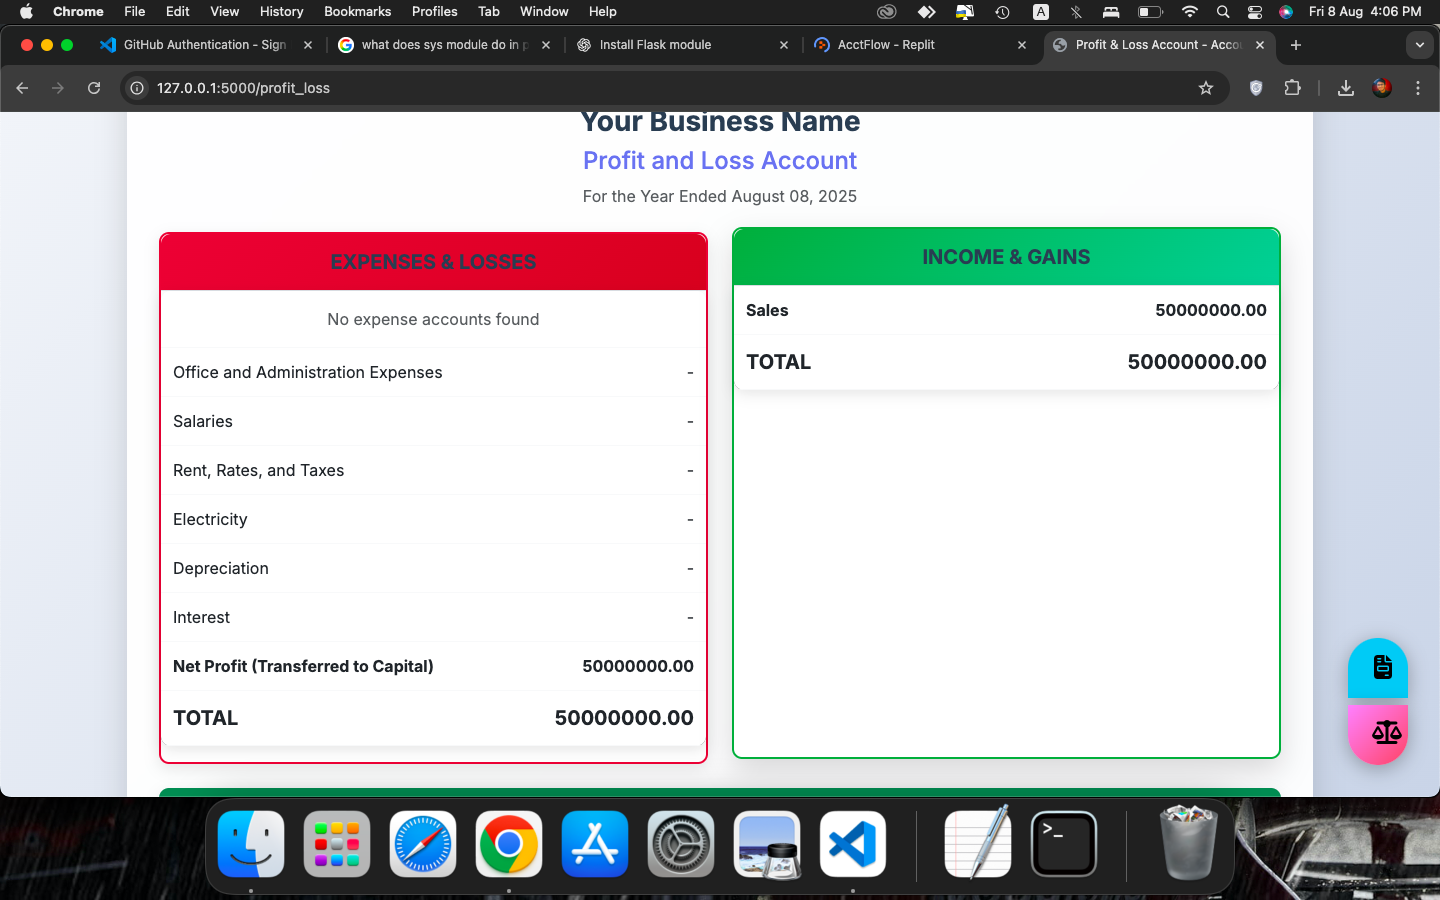 Chrome File Edit View History Bookmarks Profiles Tab Window Help
A
Fri 8 Aug 4:06 PM
GitHub Authentication - Sign
what does sys module do in p
Install Flask module
AcctFlow - Replit
Profit & Loss Account - Acco
127.0.0.1:5000/profit_loss
Your Business Name
Profit and Loss Account
For the Year Ended August 08, 2025
EXPENSES & LOSSES
No expense accounts found
Office and Administration Expenses -
Salaries -
Rent, Rates, and Taxes -
Electricity -
Depreciation -
Interest -
Net Profit (Transferred to Capital) 50000000.00
TOTAL 50000000.00
INCOME & GAINS
Sales 50000000.00
TOTAL 50000000.00
>_